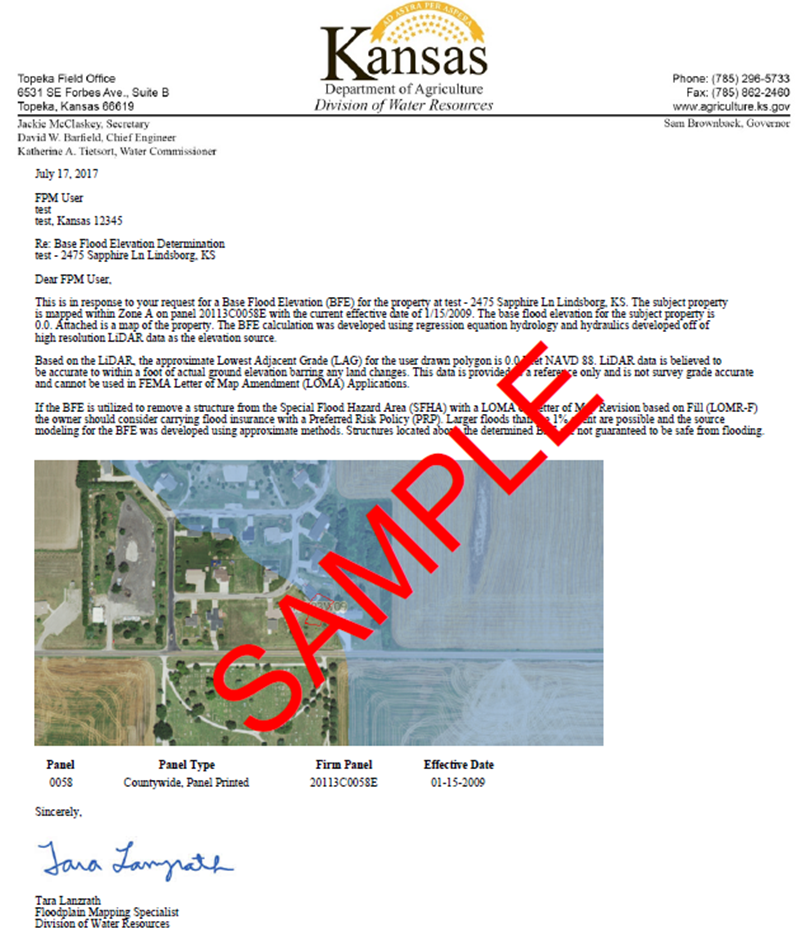 AD ASTRA PER ASPERA
Kansas
Department of Agriculture
Division of Water Resources
Topeka Field Office
6531 SE Forbes Ave., Suite B
Topeka, Kansas 66619
Phone: (785) 296-5733
Fax: (785) 862-2460
www.agriculture.ks.gov
Jackie McClaskey, Secretary
David W. Barfield, Chief Engineer
Katherine A. Tietsort, Water Commissioner
Sam Brownback, Governor
July 17, 2017
FPM User
test
test, Kansas 12345
Re: Base Flood Elevation Determination
test - 2475 Sapphire Ln Lindsborg, KS
Dear FPM User,
This is in response to your request for a Base Flood Elevation (BFE) for the property at test - 2475 Sapphire Ln Lindsborg, KS. The subject property
is mapped within Zone A on panel 20113C0058E with the current effective date of 1/15/2009. The base flood elevation for the subject property is
0.0. Attached is a map of the property. The BFE calculation was developed using regression equation hydrology and hydraulics developed off of
high resolution LiDAR data as the elevation source.
Based on the LiDAR, the approximate Lowest Adjacent Grade (LAG) for the user drawn polygon is 0.0 NAVD 88. LiDAR data is believed to
be accurate to within a foot of actual ground elevation barring any land changes. This data is provided a reference only and is not survey grade accurate
and cannot be used in FEMA Letter of Map Amendment (LOMA) Applications.
If the BFE is utilized to remove a structure from the Special Flood Hazard Area (SFHA) with a LOMA Letter of Revision based on Fill (LOMR-F)
the owner should consider carrying flood insurance with a Preferred Risk Policy (PRP). Larger floods 1% are possible and the source
modeling for the BFE was developed using approximate methods. Structures located the determined not guaranteed to be safe from flooding.
SAMPLE
Panel Panel Type Firm Panel Effective Date
0058 Countywide, Panel Printed 20113C0058E 01-15-2009
Sincerely,
Tara Lanzrath
Tara Lanzrath
Floodplain Mapping Specialist
Division of Water Resources